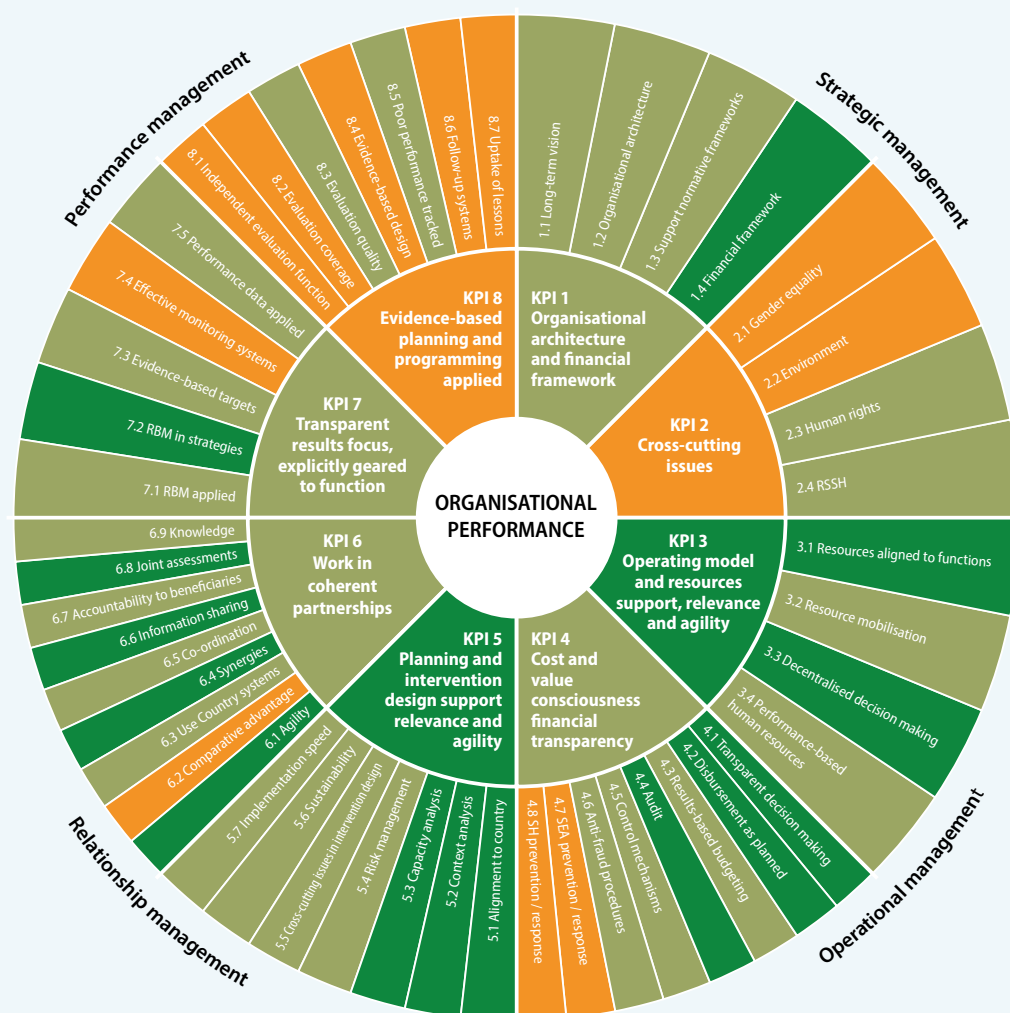 Performance management
Strategic management
Operational management
Relationship management
ORGANISATIONAL
PERFORMANCE
KPI 1
Organisational
architecture
and financial
framework
1.1 Long-term vision
1.2 Organisational architecture
1.3 Support normative frameworks
1.4 Financial framework
KPI 2
Cross-cutting
issues
2.1 Gender equality
2.2 Environment
2.3 Human rights
2.4 RSSH
KPI 3
Operating model
and resources
support, relevance
and agility
3.1 Resources aligned to functions
3.2 Resource mobilisation
3.3 Decentralised decision making
3.4 Performance-based
human resources
KPI 4
Cost and
value
consciousness
financial
transparency
4.1 Transparent decision making
4.2 Disbursement as planned
4.3 Results-based budgeting
4.4 Audit
4.5 Control mechanisms
4.6 Anti-fraud procedures
4.7 SEA prevention / response
4.8 SH prevention / response
KPI 5
Planning and
intervention
design support
relevance and
agility
5.1 Alignment to country
5.2 Context analysis
5.3 Capacity analysis
5.4 Risk management
5.5 Cross-cutting issues in intervention design
5.6 Sustainability
5.7 Implementation speed
KPI 6
Work in
coherent
partnerships
6.1 Agility
6.2 Comparative advantage
6.3 Use Country systems
6.4 Synergies
6.5 Co-ordination
6.6 Information sharing
6.7 Accountability to beneficiaries
6.8 Joint assessments
6.9 Knowledge
KPI 7
Transparent
results focus,
explicitly geared
to function
7.1 RBM applied
7.2 RBM in strategies
7.3 Evidence-based targets
7.4 Effective monitoring systems
7.5 Performance data applied
KPI 8
Evidence-based
planning and
programming
applied
8.1 Independent evaluation function
8.2 Evaluation coverage
8.3 Evaluation quality
8.4 Evidence-based design
8.5 Poor performance tracked
8.6 Follow-up systems
8.7 Uptake of lessons